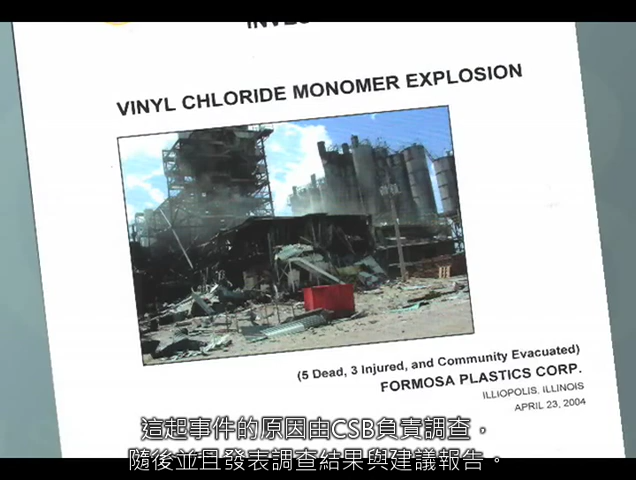 VINYL CHLORIDE MONOMER EXPLOSION
(5 Dead, 3 Injured, and Community Evacuated)
FORMOSA PLASTICS CORP.
ILLIOPOLIS, ILLINOIS
APRIL 23, 2004
這起事件的原因由CSB負責調查，
隨後並且發表調查結果與建議報告。